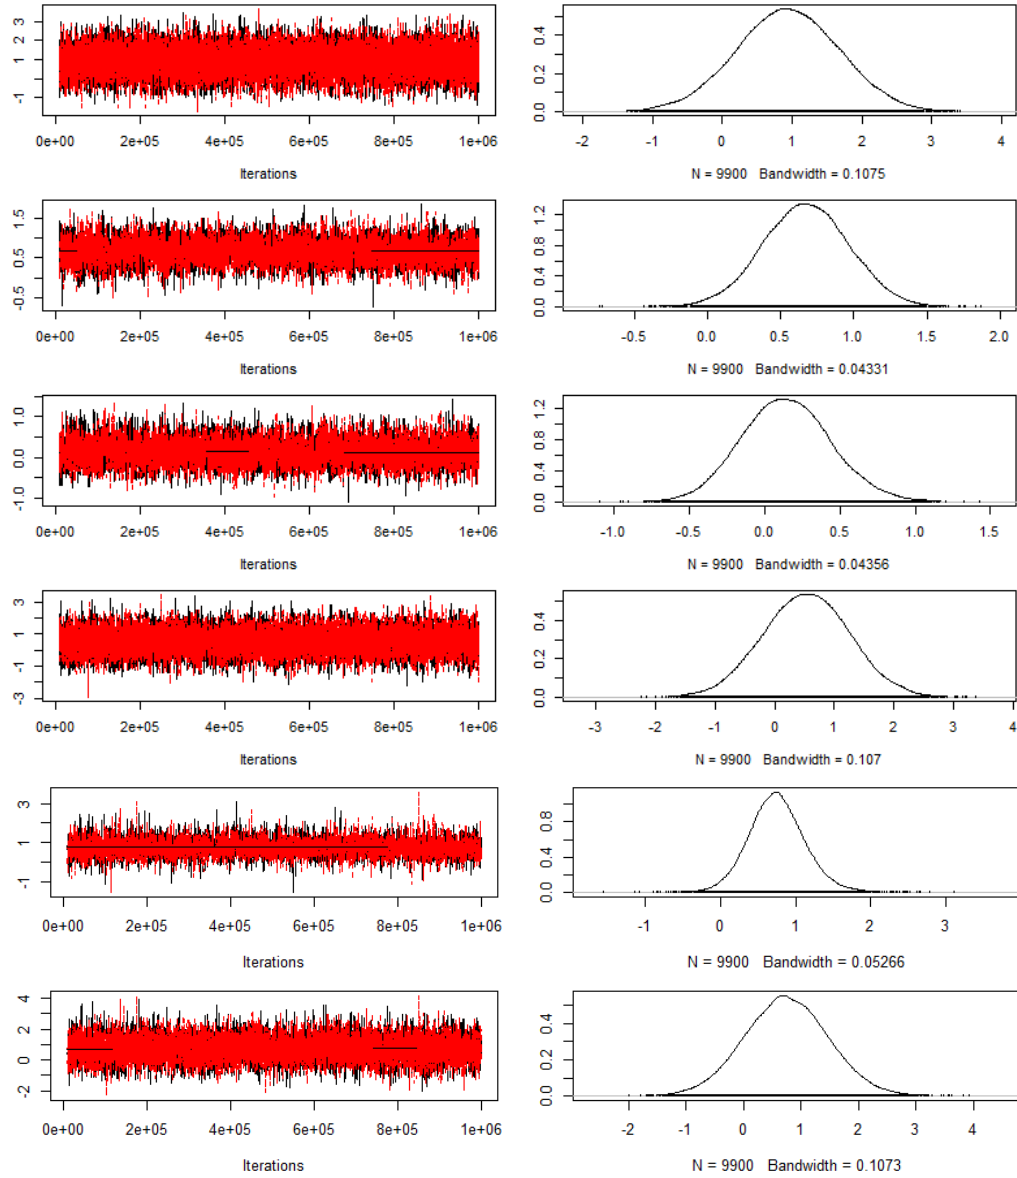 -1 1 2 3
0e+00 2e+05 4e+05 6e+05 8e+05 1e+06
Iterations
0.0 0.2 0.4
-2 -1 0 1 2 3 4
N = 9900 Bandwidth = 0.1075
-0.5 0.5 1.5
0e+00 2e+05 4e+05 6e+05 8e+05 1e+06
Iterations
0.0 0.4 0.8 1.2
-0.5 0.0 0.5 1.0 1.5 2.0
N = 9900 Bandwidth = 0.04331
-1.0 0.0 1.0
0e+00 2e+05 4e+05 6e+05 8e+05 1e+06
Iterations
0.0 0.4 0.8 1.2
-1.0 -0.5 0.0 0.5 1.0 1.5
N = 9900 Bandwidth = 0.04356
-3 -1 1 3
0e+00 2e+05 4e+05 6e+05 8e+05 1e+06
Iterations
0.0 0.2 0.4
-3 -2 -1 0 1 2 3 4
N = 9900 Bandwidth = 0.107
-1 1 3
0e+00 2e+05 4e+05 6e+05 8e+05 1e+06
Iterations
0.0 0.4 0.8
-1 0 1 2 3
N = 9900 Bandwidth = 0.05266
-2 0 2 4
0e+00 2e+05 4e+05 6e+05 8e+05 1e+06
Iterations
0.0 0.2 0.4
-2 -1 0 1 2 3 4
N = 9900 Bandwidth = 0.1073